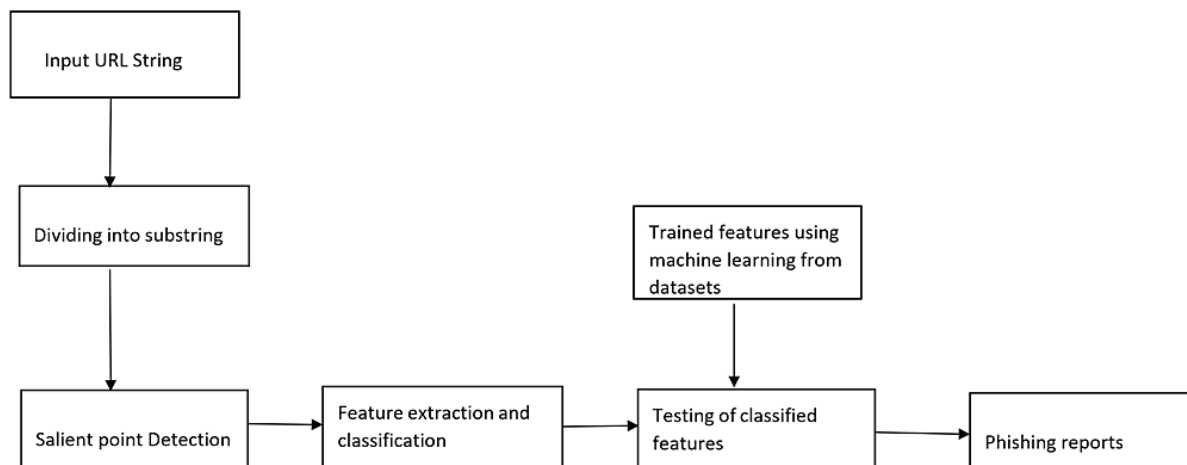 Input URL String
Dividing into substring
Trained features using
machine learning from
datasets
Salient point Detection
Feature extraction and
classification
Testing of classified
features
Phishing reports